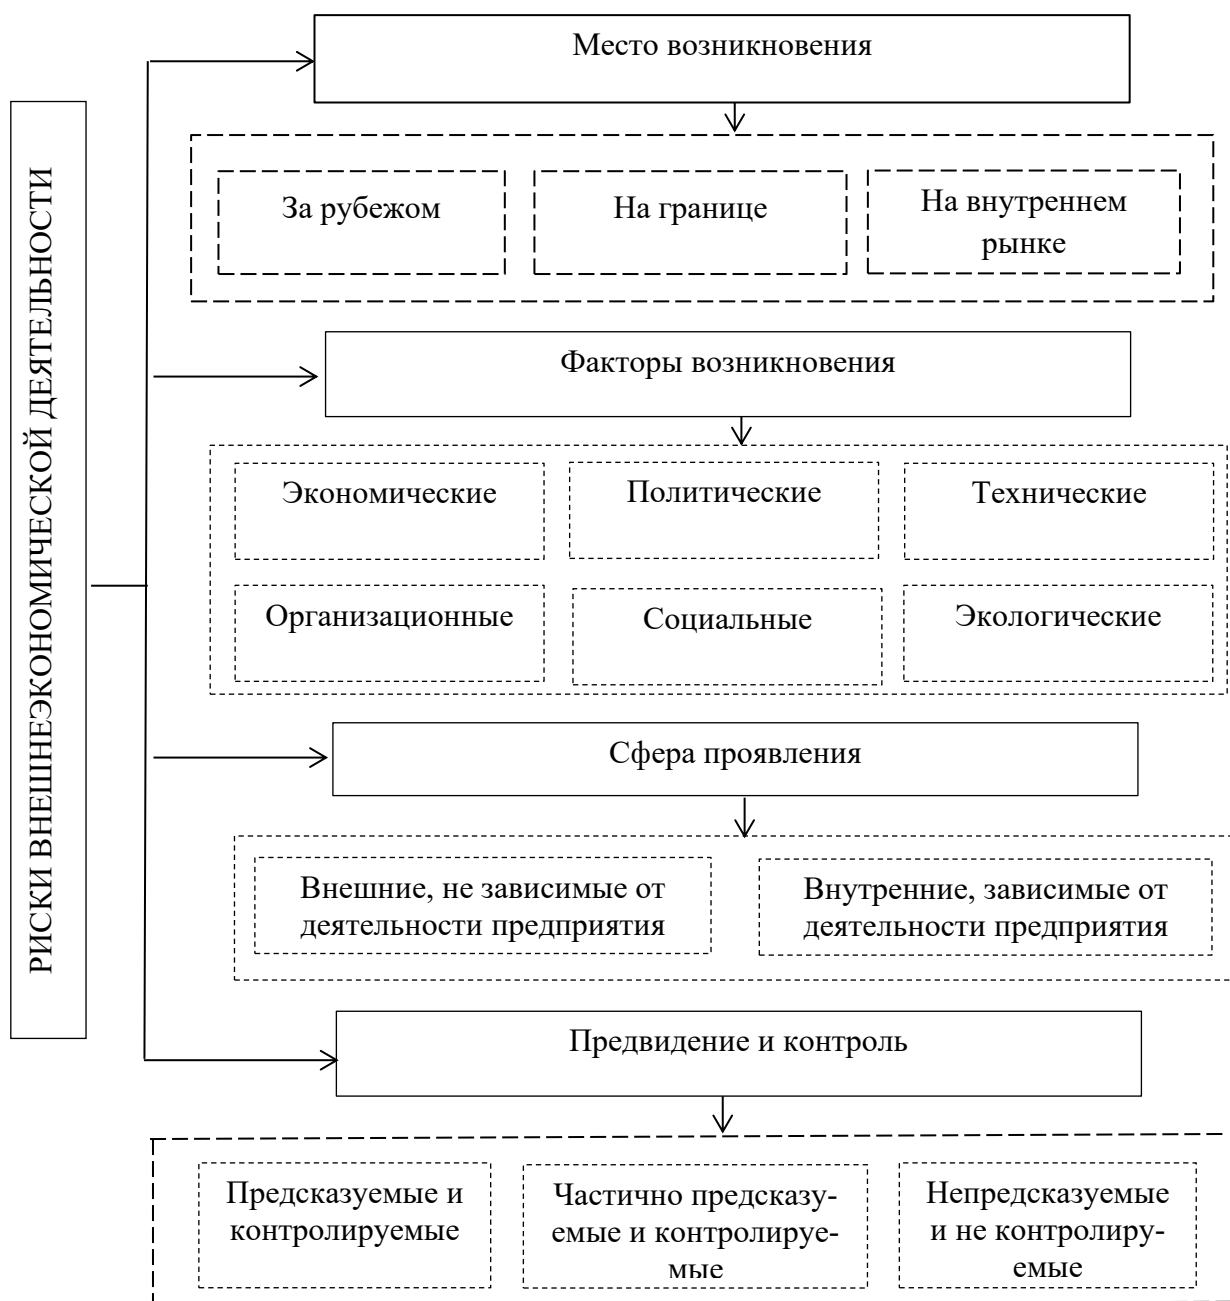 РИСКИ ВНЕШНЕЭКОНОМИЧЕСКОЙ ДЕЯТЕЛЬНОСТИ
Место возникновения
За рубежом
На границе
На внутреннем
рынке
Факторы возникновения
Экономические
Политические
Технические
Организационные
Социальные
Экологические
Сфера проявления
Внешние, не зависимые от
деятельности предприятия
Внутренние, зависимые от
деятельности предприятия
Предвидение и контроль
Предсказуемые и
контролируемые
Частично предсказу-
емые и контролируе-
мые
Непредсказуемые
и не контролиру-
емые